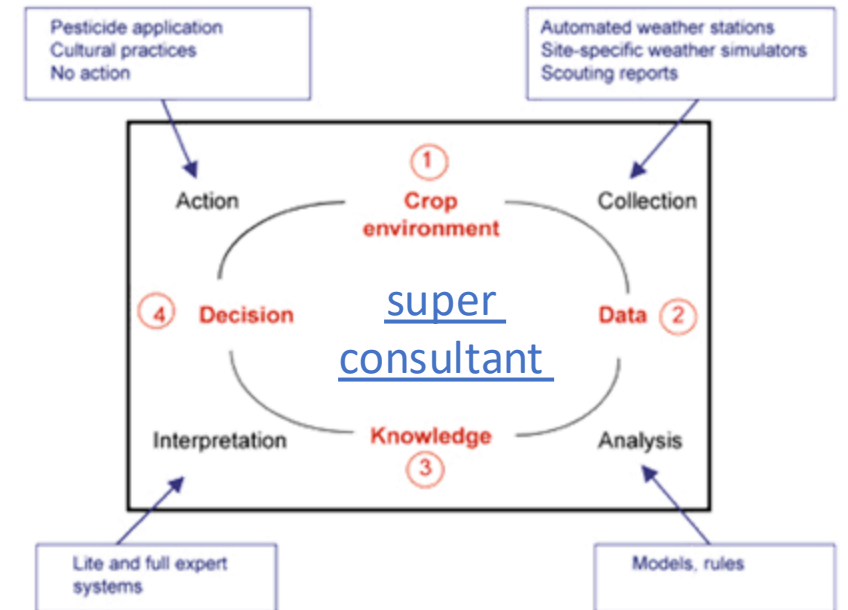 Pesticide application
Cultural practices
No action
Automated weather stations
Site-specific weather simulators
Scouting reports
1
Action
Crop
environment
Collection
4
Decision
super
consultant
Data
2
Interpretation
Knowledge
3
Analysis
Lite and full expert
systems
Models, rules